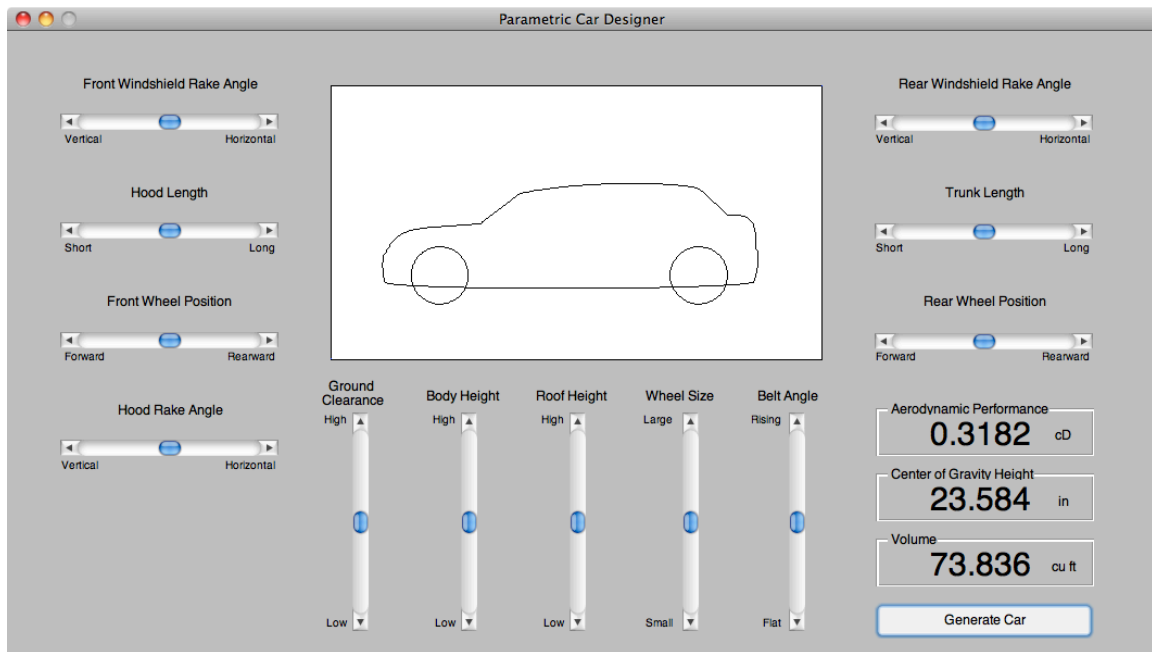 Parametric Car Designer
Front Windshield Rake Angle
Vertical Horizontal
Hood Length
Short Long
Front Wheel Position
Forward Rearward
Hood Rake Angle
Vertical Horizontal
Ground
Clearance
High
Low
Body Height
High
Low
Roof Height
High
Low
Wheel Size
Large
Small
Belt Angle
Rising
Flat
Rear Windshield Rake Angle
Vertical Horizontal
Trunk Length
Short Long
Rear Wheel Position
Forward Rearward
Aerodynamic Performance
0.3182 cD
Center of Gravity Height
23.584 in
Volume
73.836 cu ft
Generate Car